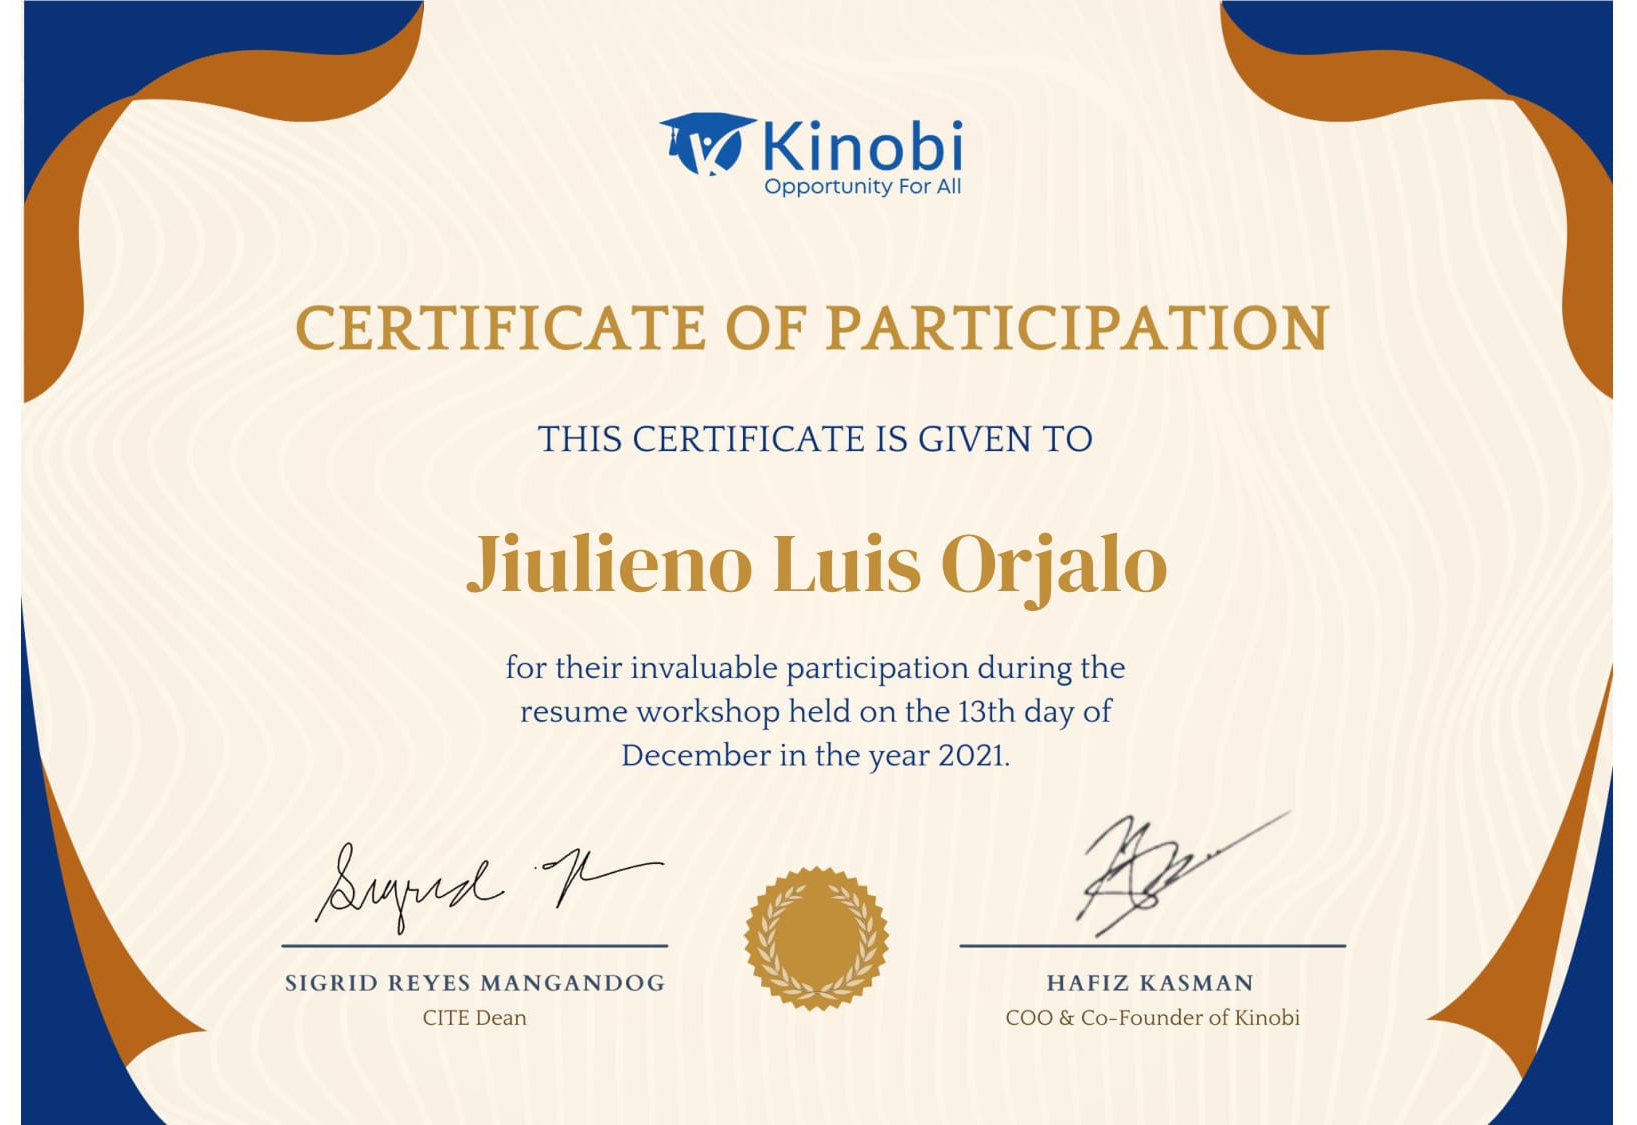 Kinobi
Opportunity For All
CERTIFICATE OF PARTICIPATION
THIS CERTIFICATE IS GIVEN TO
Jiulieno Luis Orjalo
for their invaluable participation during the
resume workshop held on the 13th day of
December in the year 2021.
Sigrid
SIGRID REYES MANGANDOG
CITE Dean
HAFIZ KASMAN
COO & Co-Founder of Kinobi